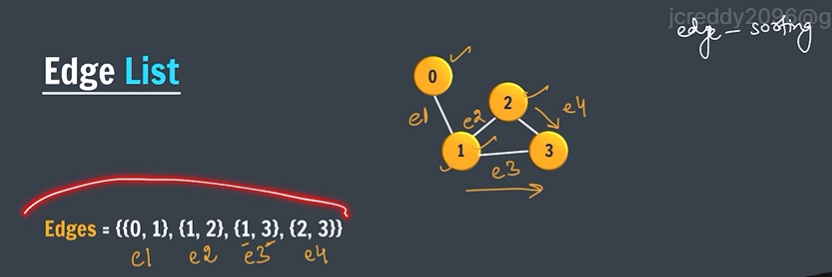 jcreddy2096@g
edge - sorting
Edge List
0
2
e4
e1
e2
1
3
e3
Edges = {{0, 1}, {1, 2}, {1, 3}, {2, 3}}
e1 e2 e3 e4